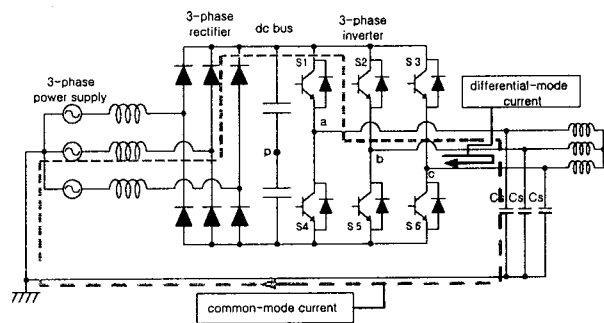 3-phase
rectifier
dc bus
3-phase
inverter
3-phase
power supply
S1
S2
S3
differential-mode
current
a
p
b
c
S4
S5
S6
Cs
Cs
Cs
common-mode current